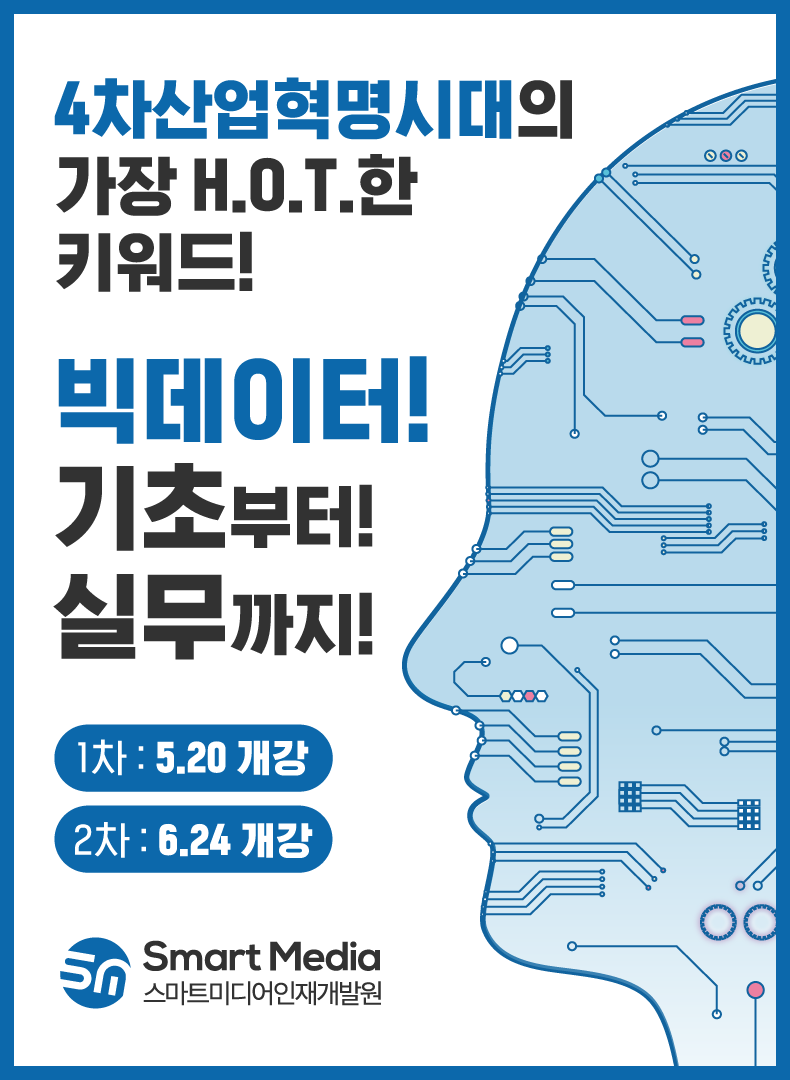 4차산업혁명시대의
가장 H.O.T.한
키워드!
빅데이터!
기초부터!
실무까지!
1차 : 5.20 개강
2차 : 6.24 개강
Smart Media
스마트미디어인재개발원